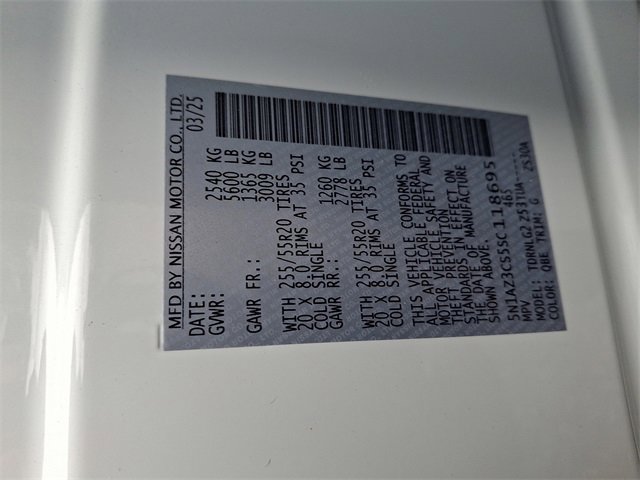 MFD BY NISSAN MOTOR CO., LTD.
DATE: 03/25
GVWR: 2540 KG
5600 LB
GAWR FR.: 1365 KG
3009 LB
WITH 255/55R20 TIRES
20 X 8.0 RIMS AT 35 PSI
COLD SINGLE
GAWR RR.: 1260 KG
2778 LB
WITH 255/55R20 TIRES
20 X 8.0 RIMS AT 35 PSI
COLD SINGLE
THIS VEHICLE CONFORMS TO
ALL APPLICABLE FEDERAL
MOTOR VEHICLE SAFETY AND
THEFT PREVENTION
STANDARDS IN EFFECT ON
THE DATE OF MANUFACTURE
SHOWN ABOVE.
5N1AZ3CS5SC118695
MPV 465
MODEL: TDRNLG2Z53IUA-----
COLOR: QBE TRIM: G ZS30A